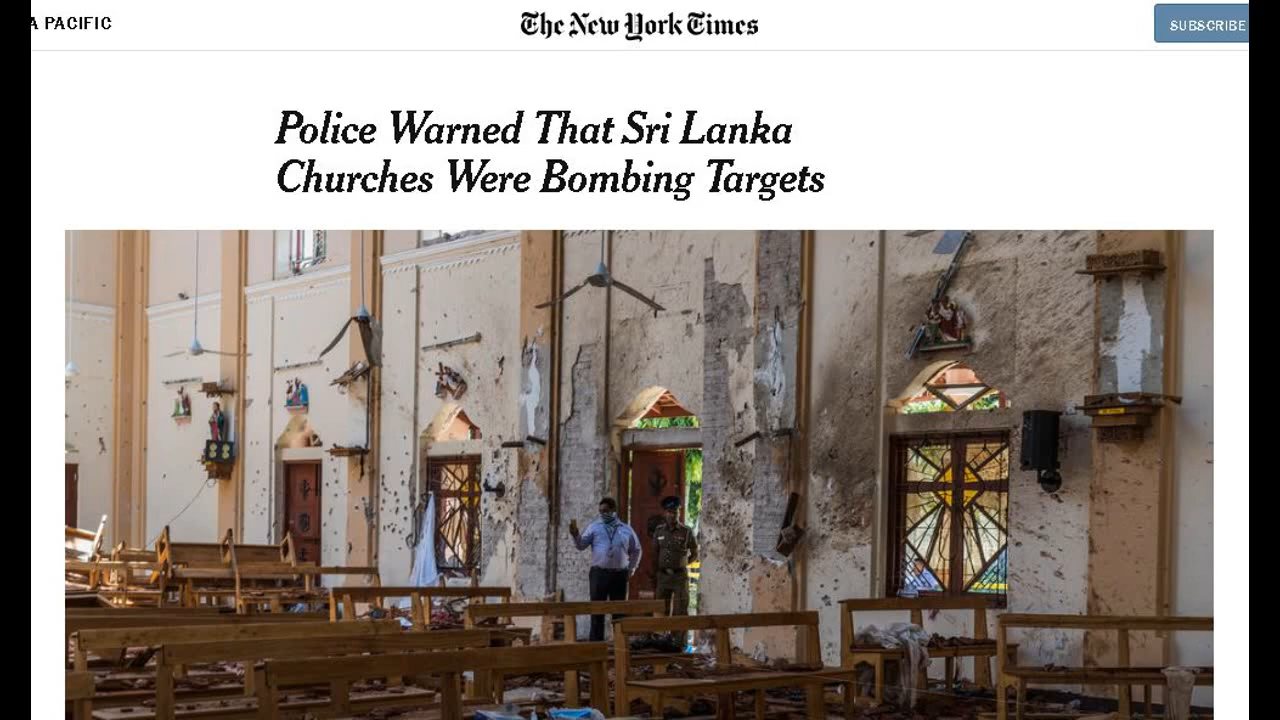 A PACIFIC
The New York Times
SUBSCRIBE
Police Warned That Sri Lanka
Churches Were Bombing Targets